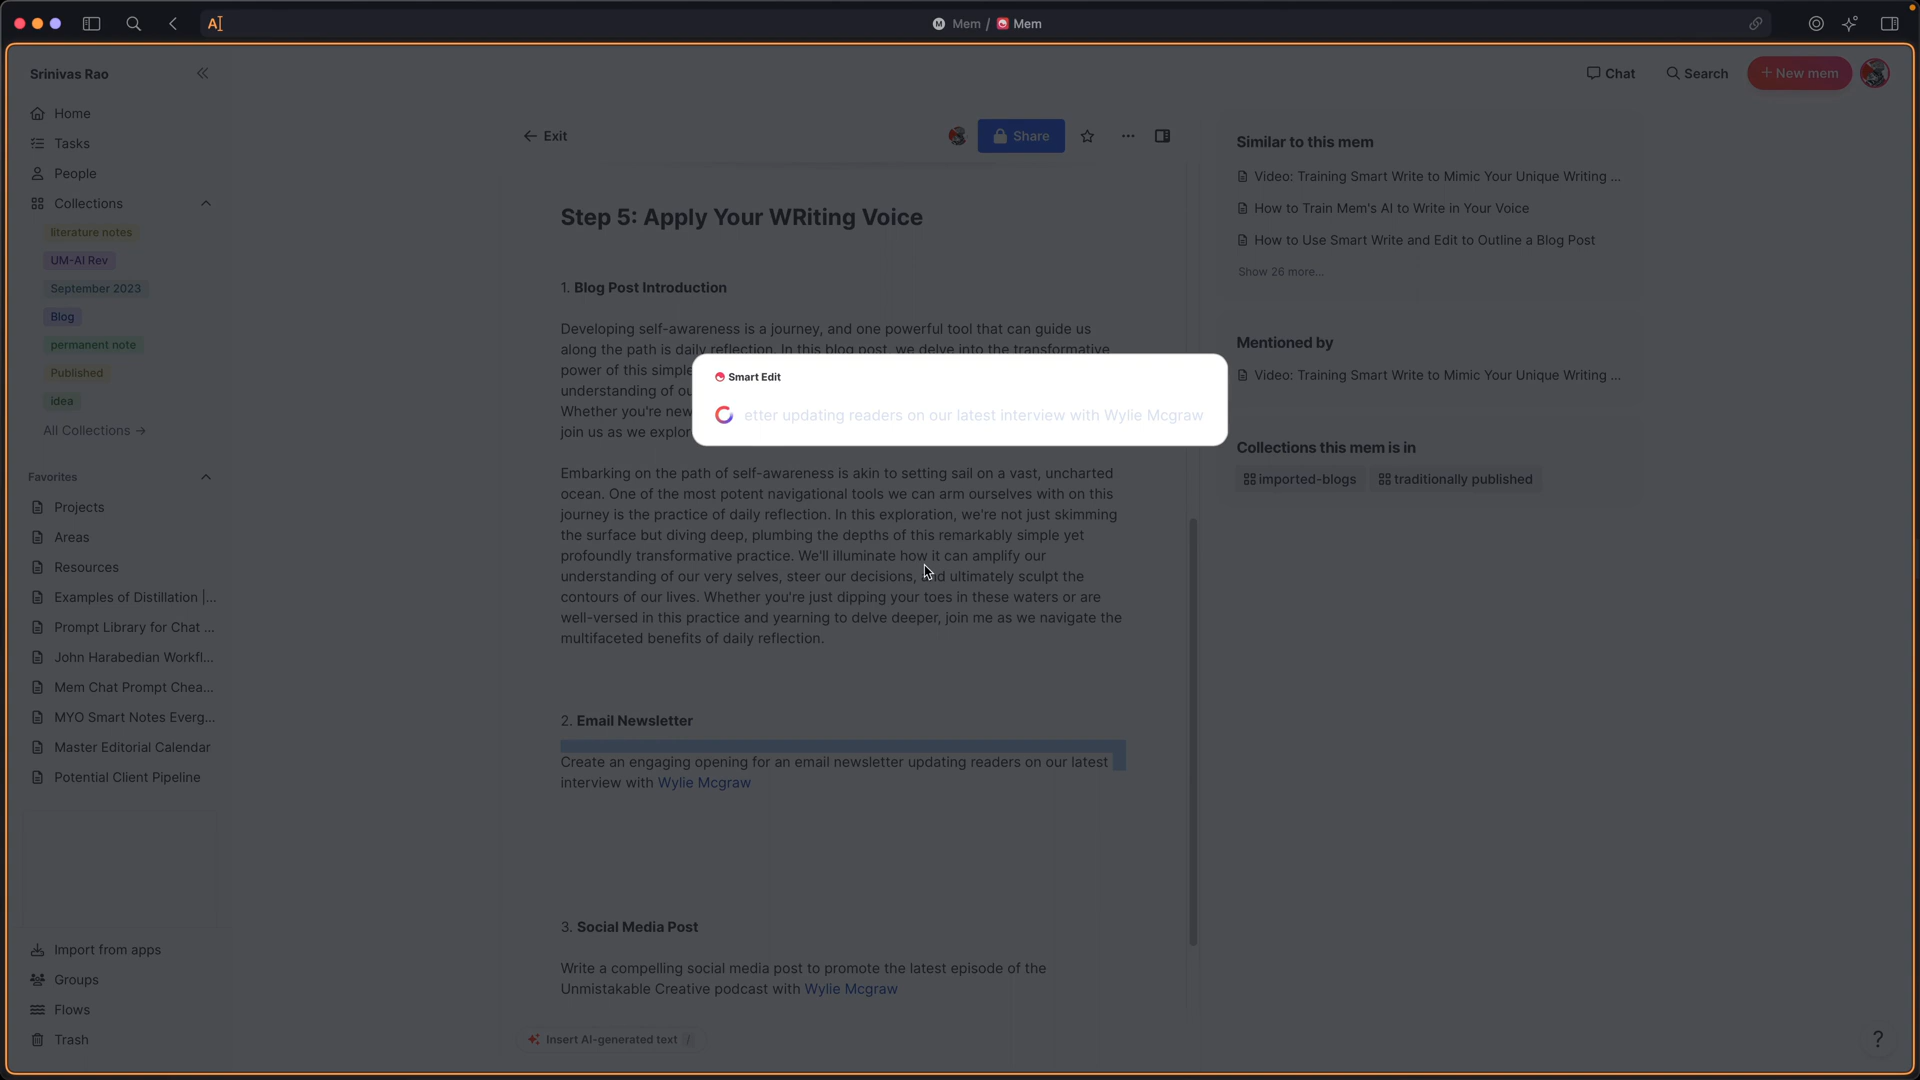 Mem / Mem
Srinivas Rao
Home
Tasks
People
Collections
literature notes
UM-AI Rev
September 2023
Blog
permanent note
Published
idea
All Collections →
Favorites
Projects
Areas
Resources
Examples of Distillation |...
Prompt Library for Chat ...
John Harabedian Workfl...
Mem Chat Prompt Chea...
MYO Smart Notes Everg...
Master Editorial Calendar
Potential Client Pipeline
Import from apps
Groups
Flows
Trash
Chat
Search
+ New mem
← Exit
Share
Step 5: Apply Your WRiting Voice
1. Blog Post Introduction
Developing self-awareness is a journey, and one powerful tool that can guide us
along the path is daily reflection. In this blog post, we delve into the transformative
power of this simple
understanding of ou
Whether you're new
join us as we explor
Smart Edit
etter updating readers on our latest interview with Wylie Mcgraw
Embarking on the path of self-awareness is akin to setting sail on a vast, uncharted
ocean. One of the most potent navigational tools we can arm ourselves with on this
journey is the practice of daily reflection. In this exploration, we're not just skimming
the surface but diving deep, plumbing the depths of this remarkably simple yet
profoundly transformative practice. We'll illuminate how it can amplify our
understanding of our very selves, steer our decisions, and ultimately sculpt the
contours of our lives. Whether you're just dipping your toes in these waters or are
well-versed in this practice and yearning to delve deeper, join me as we navigate the
multifaceted benefits of daily reflection.
2. Email Newsletter
Create an engaging opening for an email newsletter updating readers on our latest
interview with Wylie Mcgraw
3. Social Media Post
Write a compelling social media post to promote the latest episode of the
Unmistakable Creative podcast with Wylie Mcgraw
Insert AI-generated text /
Similar to this mem
Video: Training Smart Write to Mimic Your Unique Writing ...
How to Train Mem's AI to Write in Your Voice
How to Use Smart Write and Edit to Outline a Blog Post
Show 26 more...
Mentioned by
Video: Training Smart Write to Mimic Your Unique Writing ...
Collections this mem is in
imported-blogs
traditionally published
?